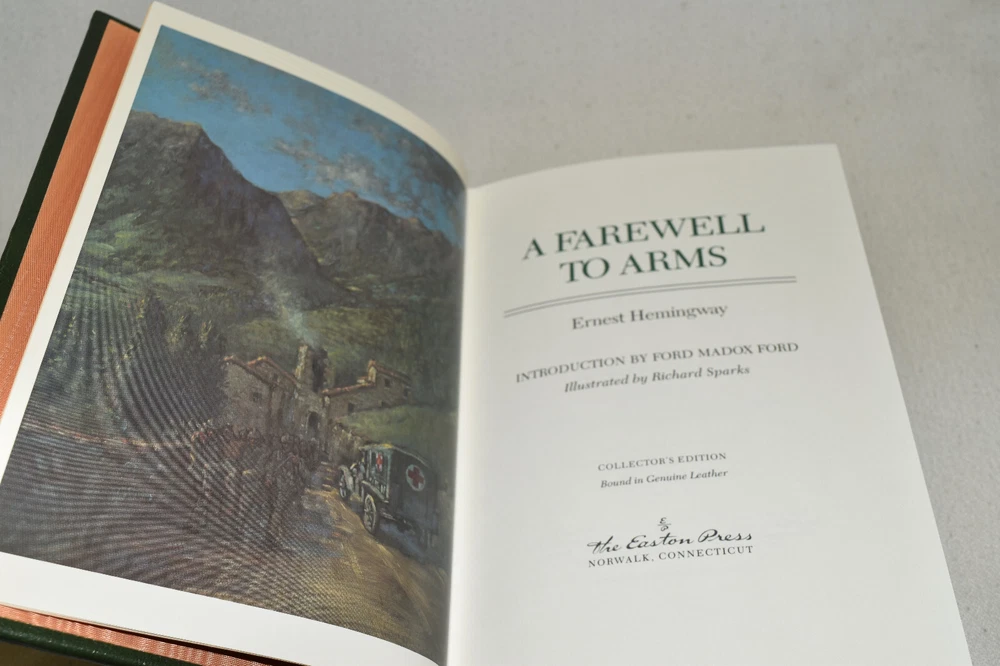 A FAREWELL
TO ARMS
Ernest Hemingway
INTRODUCTION BY FORD MADOX FORD
Illustrated by Richard Sparks
COLLECTOR'S EDITION
Bound in Genuine Leather
E
P
The Easton Press
NORWALK, CONNECTICUT